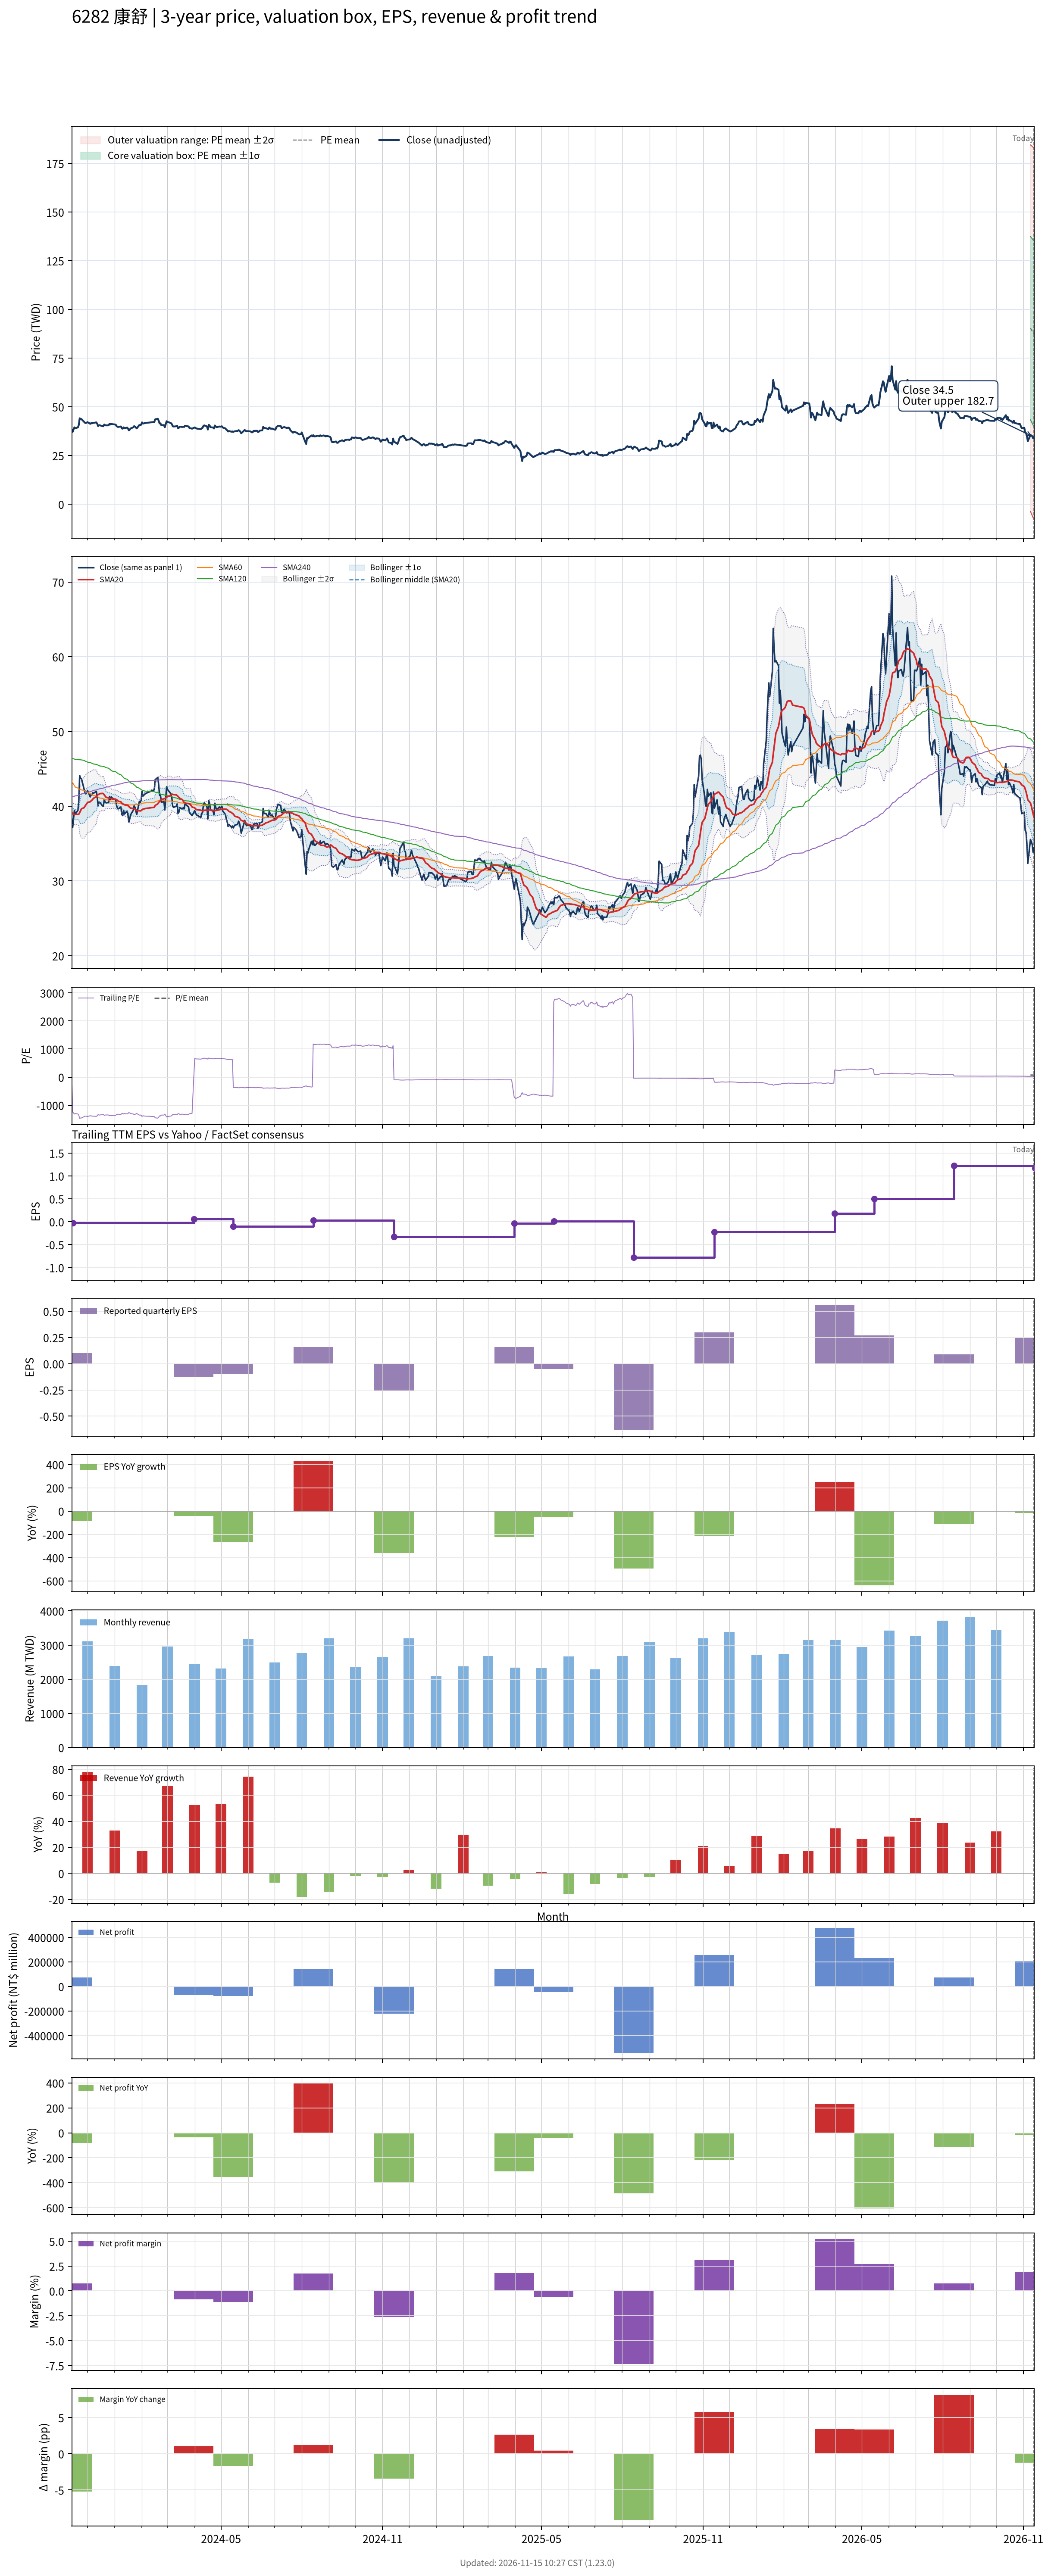 6282 康舒 | 3-year price, valuation box, EPS, revenue & profit trend
Outer valuation range: PE mean ±2σ
Core valuation box: PE mean ±1σ
PE mean
Close (unadjusted)
Today
Close 34.5
Outer upper 182.7
Price (TWD)
175
150
125
100
75
50
25
0
Close (same as panel 1)
SMA20
SMA60
SMA120
SMA240
Bollinger ±2σ
Bollinger ±1σ
Bollinger middle (SMA20)
Price
70
60
50
40
30
20
Trailing P/E
P/E mean
P/E
3000
2000
1000
0
-1000
Trailing TTM EPS vs Yahoo / FactSet consensus
Today
EPS
1.5
1.0
0.5
0.0
-0.5
-1.0
Reported quarterly EPS
EPS
0.50
0.25
0.00
-0.25
-0.50
EPS YoY growth
YoY (%)
400
200
0
-200
-400
-600
Monthly revenue
Revenue (M TWD)
4000
3000
2000
1000
0
Revenue YoY growth
YoY (%)
80
60
40
20
0
-20
Month
Net profit
Net profit (NT$ million)
400000
200000
0
-200000
-400000
Net profit YoY
YoY (%)
400
200
0
-200
-400
-600
Net profit margin
Margin (%)
5.0
2.5
0.0
-2.5
-5.0
-7.5
Margin YoY change
Δ margin (pp)
5
0
-5
2024-05
2024-11
2025-05
2025-11
2026-05
2026-11
Updated: 2026-11-15 10:27 CST (1.23.0)